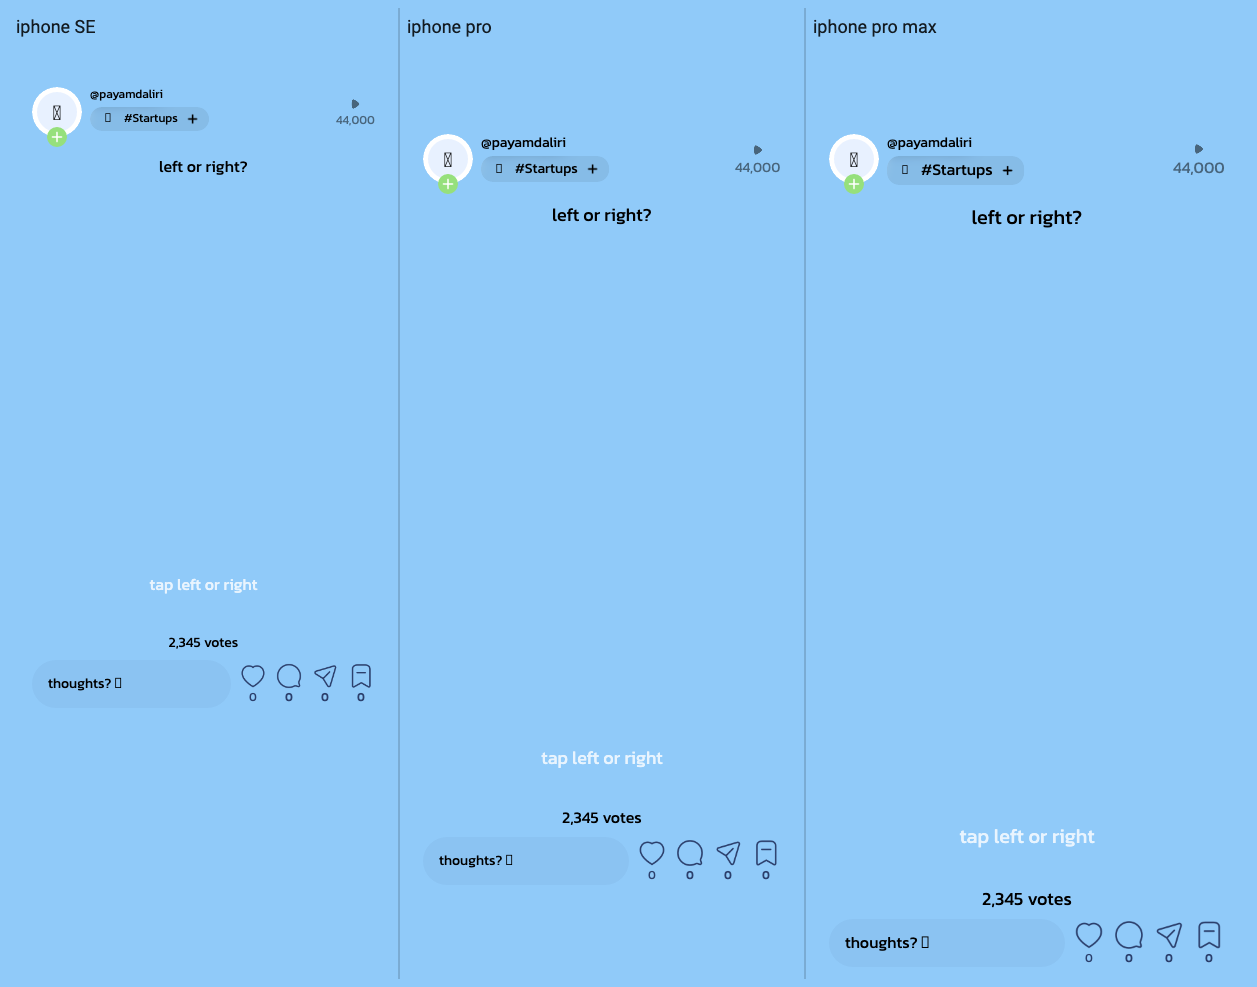 iphone SE
@payamdaliri
#Startups +
44,000
left or right?
tap left or right
2,345 votes
thoughts?
0 0 0 0
iphone pro
@payamdaliri
#Startups +
44,000
left or right?
tap left or right
2,345 votes
thoughts?
0 0 0 0
iphone pro max
@payamdaliri
#Startups +
44,000
left or right?
tap left or right
2,345 votes
thoughts?
0 0 0 0